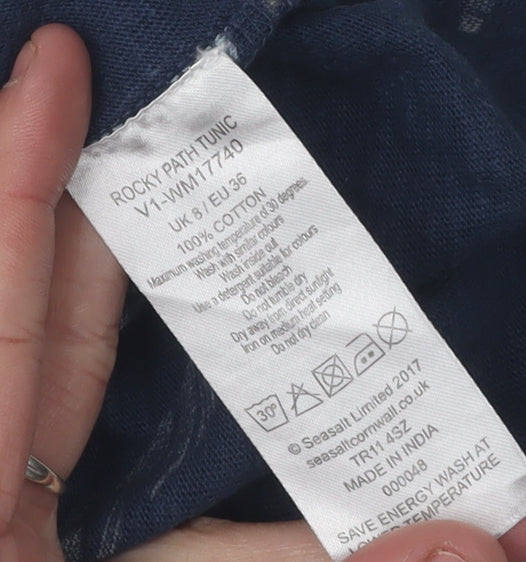 ROCKY PATH TUNIC
V1-WM17740
UK 8 / EU 36
100% COTTON
Maximum washing temperature of 30 degrees
Wash with similar colours
Wash inside out
Use a detergent suitable for colours
Do not bleach
Do not tumble dry
Dry away from direct sunlight
Iron on medium heat setting
Do not dry clean
30°
© Seasalt Limited 2017
seasaltcornwall.co.uk
TR11 4SZ
MADE IN INDIA
000048
SAVE ENERGY WASH AT
LOWER TEMPERATURE